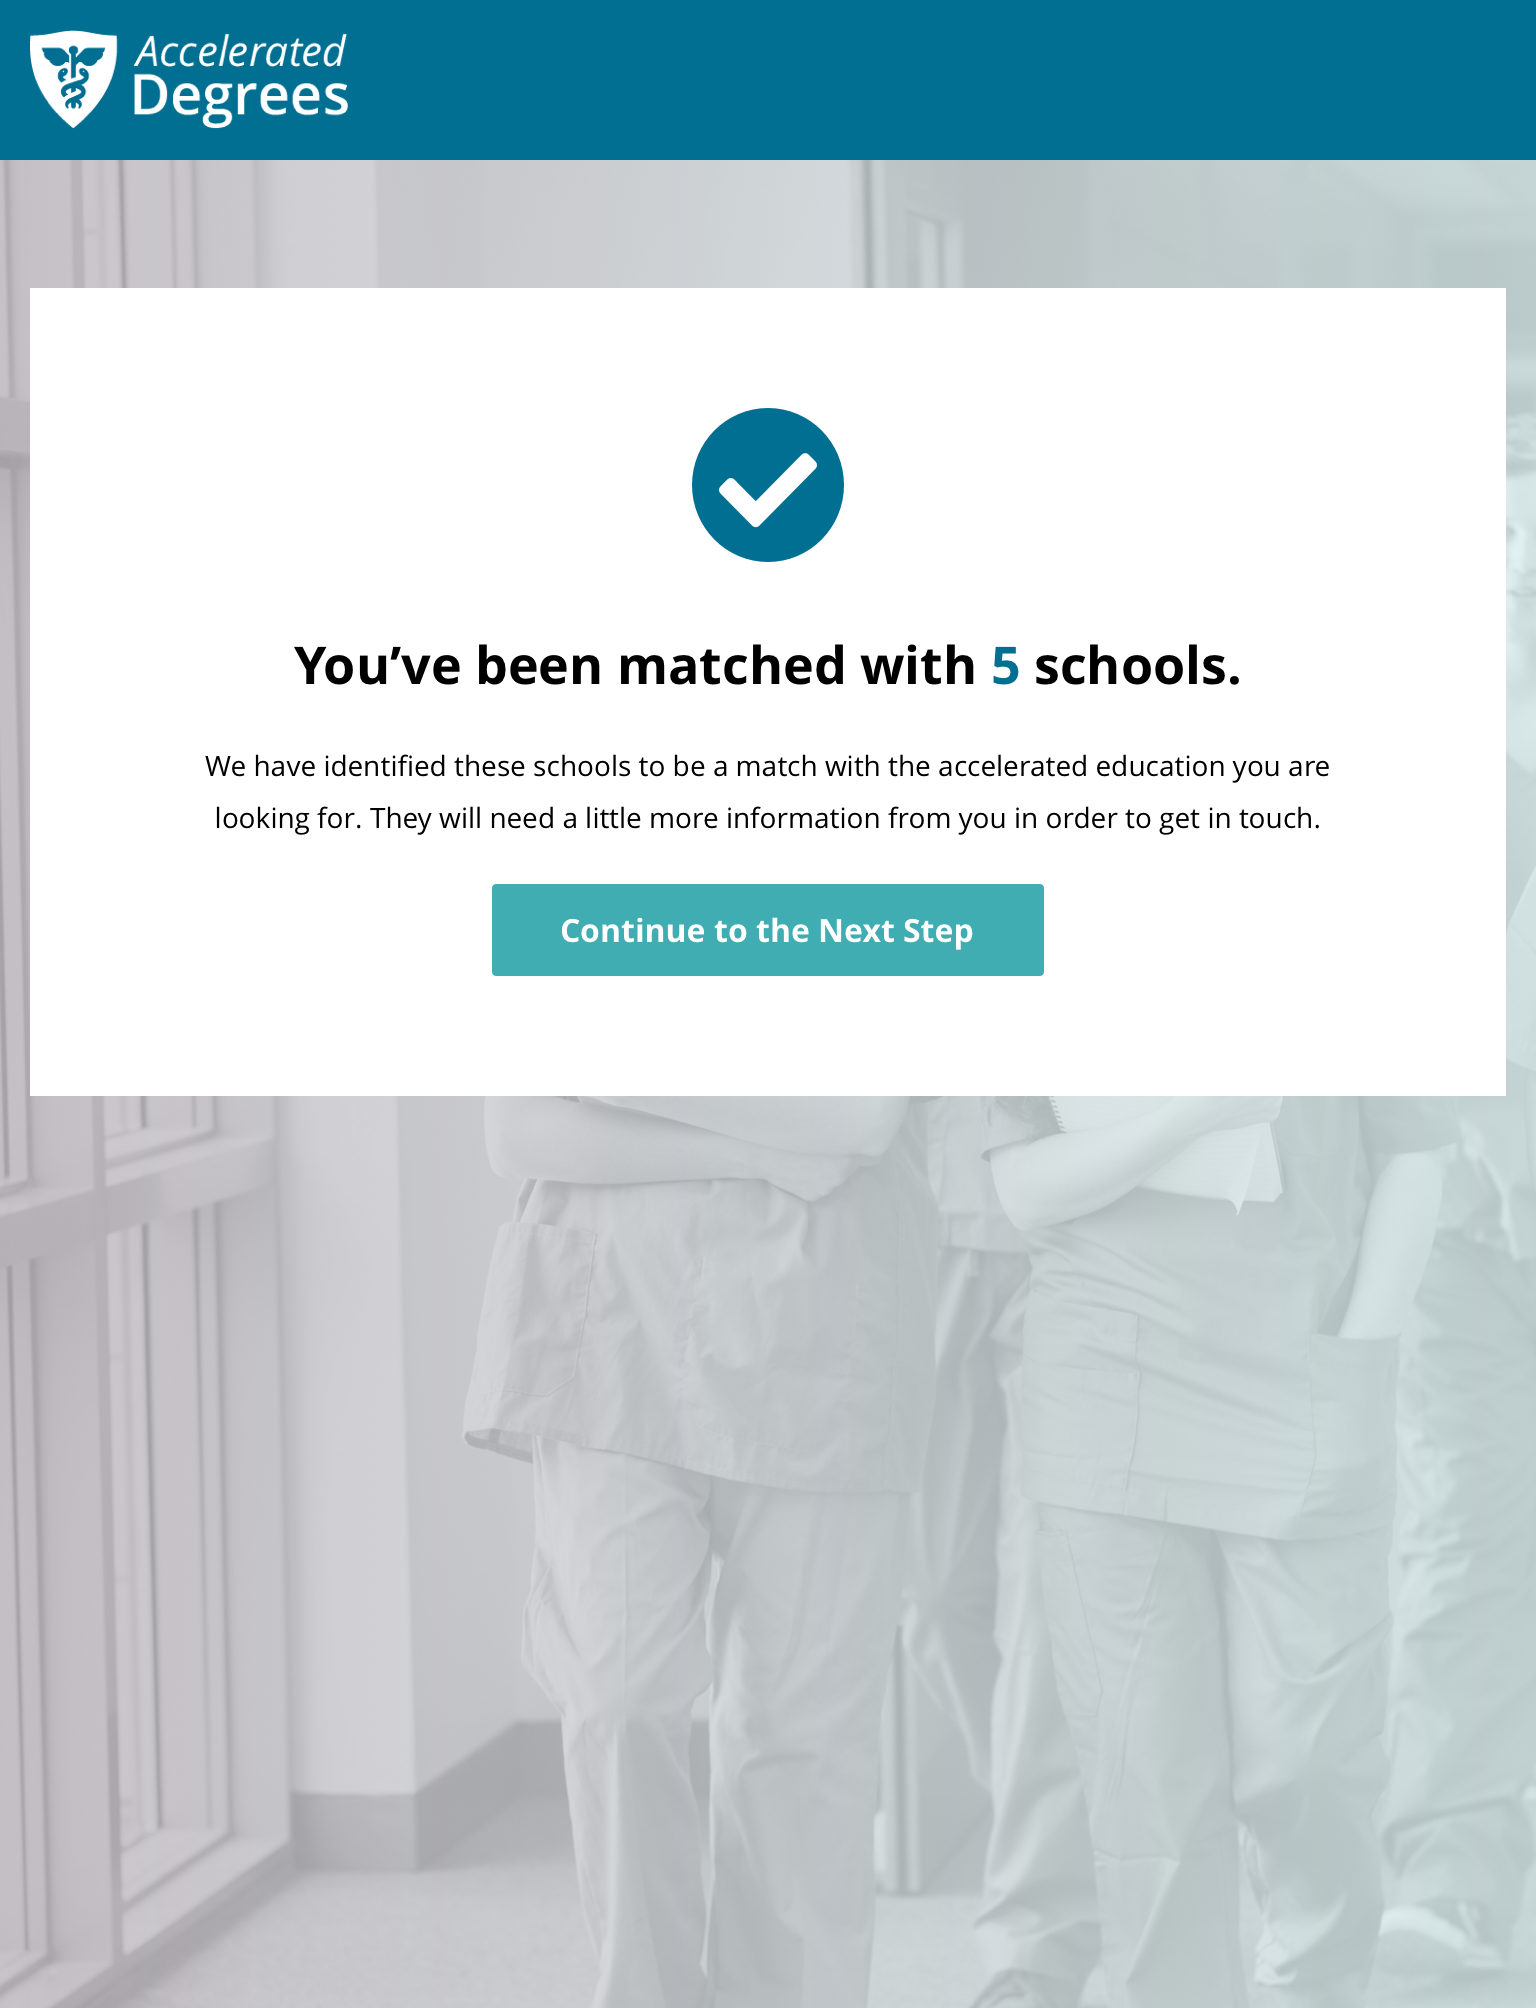 Accelerated
Degrees
You’ve been matched with 5 schools.
We have identified these schools to be a match with the accelerated education you are
looking for. They will need a little more information from you in order to get in touch.
Continue to the Next Step